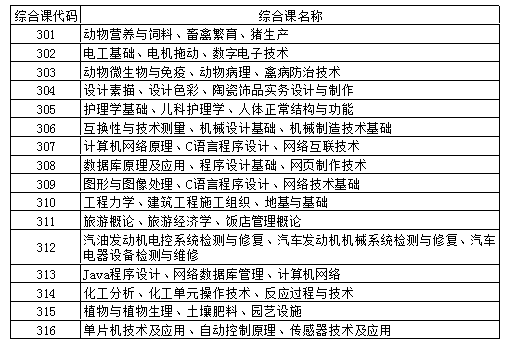 综合课代码 综合课名称
301 动物营养与饲料、畜禽繁育、猪生产
302 电工基础、电机拖动、数字电子技术
303 动物微生物与免疫、动物病理、禽病防治技术
304 设计素描、设计色彩、陶瓷饰品实务设计与制作
305 护理学基础、儿科护理学、人体正常结构与功能
306 互换性与技术测量、机械设计基础、机械制造技术基础
307 计算机网络原理、C语言程序设计、网络互联技术
308 数据库原理及应用、程序设计基础、网页制作技术
309 图形与图像处理、C语言程序设计、网络技术基础
310 工程力学、建筑工程施工组织、地基与基础
311 旅游概论、旅游经济学、饭店管理概论
312 汽油发动机电控系统检测与修复、汽车发动机机械系统检测与修复、汽车
电器设备检测与维修
313 Java程序设计、网络数据库管理、计算机网络
314 化工分析、化工单元操作技术、反应过程与技术
315 植物与植物生理、土壤肥料、园艺设施
316 单片机技术及应用、自动控制原理、传感器技术及应用